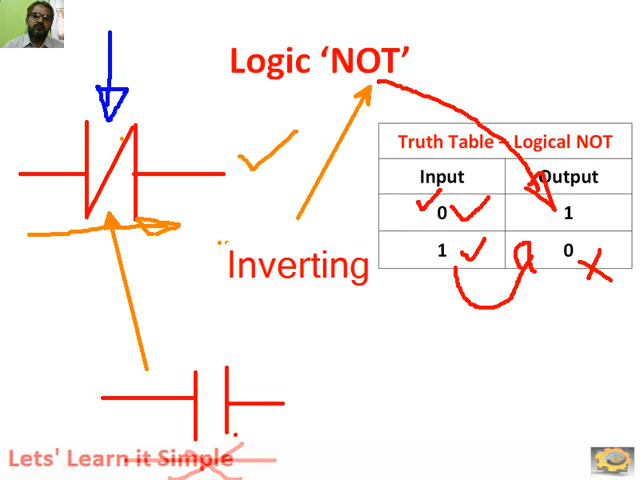 Logic ‘NOT’
Truth Table – Logical NOT
Input Output
0 1
1 0
Inverting
Lets' Learn it Simple